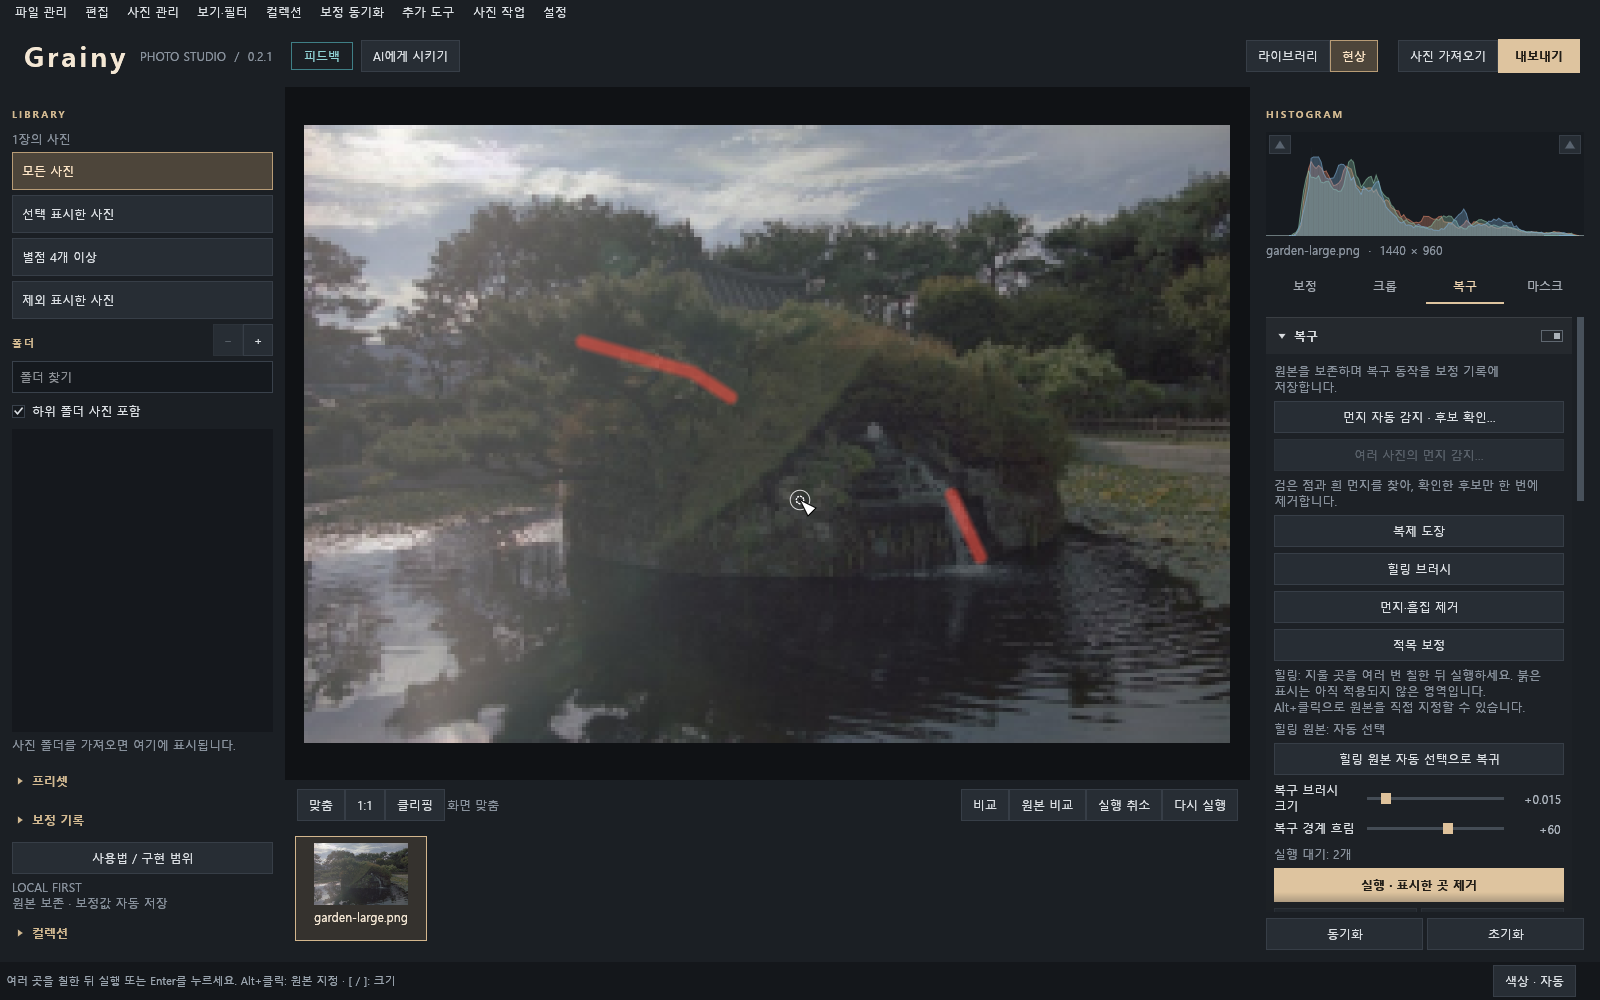 파일 관리
편집
사진 관리
보기·필터
컬렉션
보정 동기화
추가 도구
사진 작업
설정
Grainy
PHOTO STUDIO / 0.2.1
피드백
AI에게 시키기
라이브러리
현상
사진 가져오기
내보내기
LIBRARY
1장의 사진
모든 사진
선택 표시한 사진
별점 4개 이상
제외 표시한 사진
폴더
−
+
폴더 찾기
하위 폴더 사진 포함
사진 폴더를 가져오면 여기에 표시됩니다.
프리셋
보정 기록
사용법 / 구현 범위
LOCAL FIRST
원본 보존 · 보정값 자동 저장
컬렉션
맞춤
1:1
클리핑
화면 맞춤
비교
원본 비교
실행 취소
다시 실행
garden-large.png
HISTOGRAM
garden-large.png · 1440 × 960
보정
크롭
복구
마스크
복구
원본을 보존하며 복구 동작을 보정 기록에
저장합니다.
먼지 자동 감지 · 후보 확인...
여러 사진의 먼지 감지...
검은 점과 흰 먼지를 찾아, 확인한 후보만 한 번에
제거합니다.
복제 도장
힐링 브러시
먼지·흠집 제거
적목 보정
힐링: 지울 곳을 여러 번 칠한 뒤 실행하세요. 붉은
표시는 아직 적용되지 않은 영역입니다.
Alt+클릭으로 원본을 직접 지정할 수 있습니다.
힐링 원본: 자동 선택
힐링 원본 자동 선택으로 복귀
복구 브러시
크기
+0.015
복구 경계 흐림
+60
실행 대기: 2개
실행 · 표시한 곳 제거
동기화
초기화
여러 곳을 칠한 뒤 실행 또는 Enter를 누르세요. Alt+클릭: 원본 지정 · [ / ]: 크기
색상 · 자동